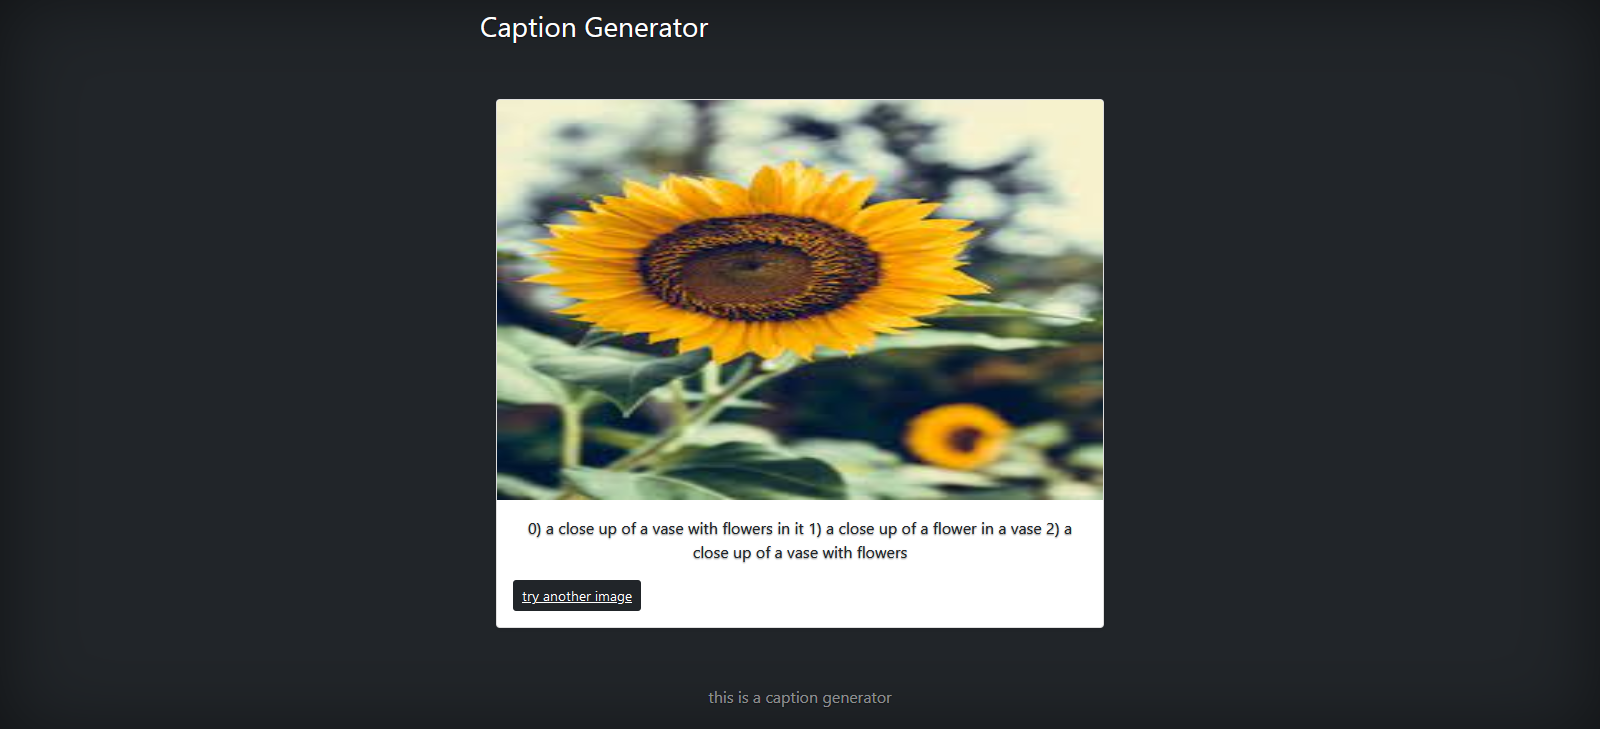 Caption Generator
0) a close up of a vase with flowers in it 1) a close up of a flower in a vase 2) a
close up of a vase with flowers
try another image
this is a caption generator